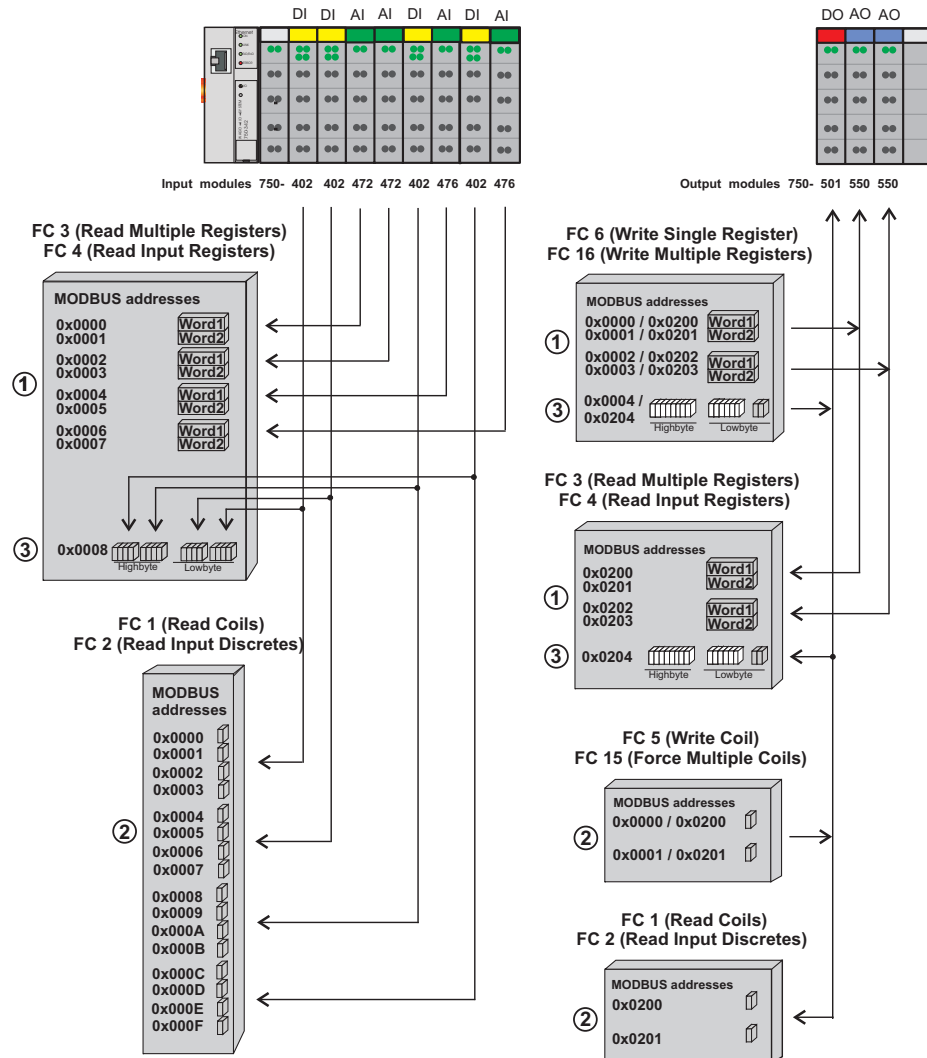 DI DI AI AI DI AI DI AI
DO AO AO
Input modules 750- 402 402 472 472 402 476 402 476
Output modules 750- 501 550 550
FC 3 (Read Multiple Registers)
FC 4 (Read Input Registers)
MODBUS addresses
0x0000 Word1
0x0001 Word2
0x0002 Word1
0x0003 Word2
①
0x0004 Word1
0x0005 Word2
0x0006 Word1
0x0007 Word2
③ 0x0008
Highbyte Lowbyte
FC 1 (Read Coils)
FC 2 (Read Input Discretes)
MODBUS
addresses
0x0000
0x0001
0x0002
0x0003
0x0004
② 0x0005
0x0006
0x0007
0x0008
0x0009
0x000A
0x000B
0x000C
0x000D
0x000E
0x000F
FC 6 (Write Single Register)
FC 16 (Write Multiple Registers)
MODBUS addresses
0x0000 / 0x0200 Word1
0x0001 / 0x0201 Word2
①
0x0002 / 0x0202 Word1
0x0003 / 0x0203 Word2
③ 0x0004 /
0x0204
Highbyte Lowbyte
FC 3 (Read Multiple Registers)
FC 4 (Read Input Registers)
MODBUS addresses
0x0200 Word1
0x0201 Word2
①
0x0202 Word1
0x0203 Word2
③ 0x0204
Highbyte Lowbyte
FC 5 (Write Coil)
FC 15 (Force Multiple Coils)
MODBUS addresses
0x0000 / 0x0200
②
0x0001 / 0x0201
FC 1 (Read Coils)
FC 2 (Read Input Discretes)
MODBUS addresses
0x0200
②
0x0201